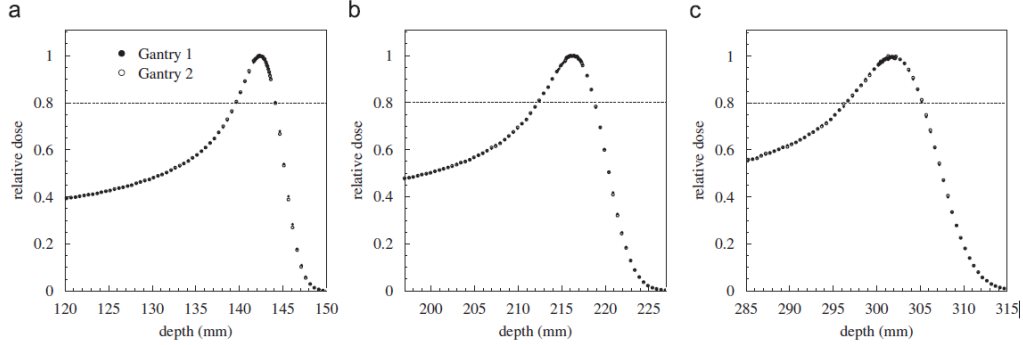 a
b
c
1
0.8
0.6
0.4
0.2
0
relative dose
Gantry 1
Gantry 2
120 125 130 135 140 145 150
depth (mm)
1
0.8
0.6
0.4
0.2
0
relative dose
200 205 210 215 220 225
depth (mm)
1
0.8
0.6
0.4
0.2
0
relative dose
285 290 295 300 305 310 315
depth (mm)